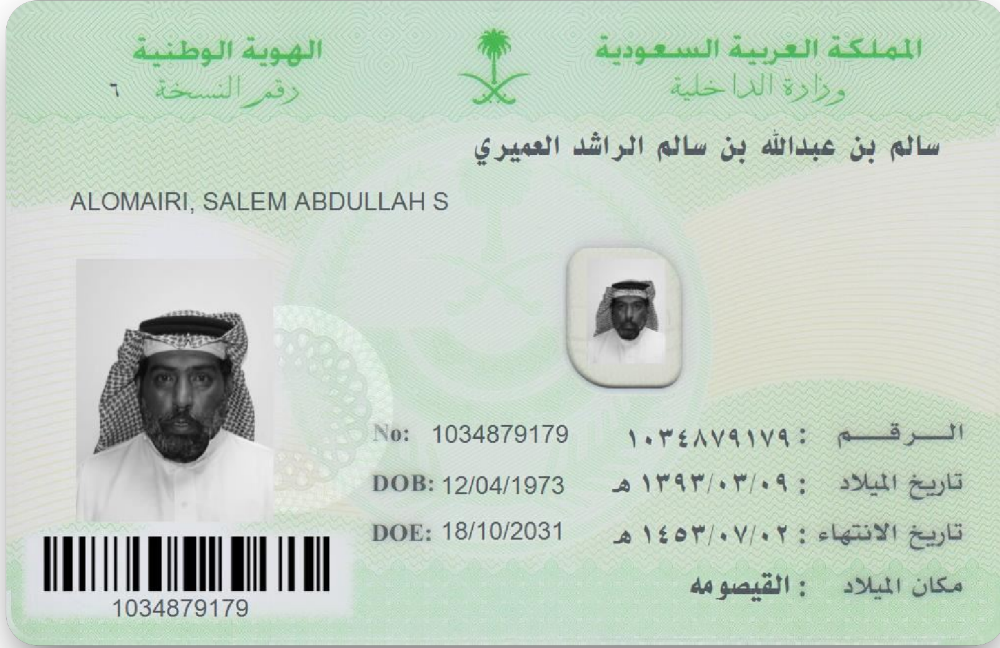 المملكة العربية السعودية
الهوية الوطنية
وزارة الداخلية
رقم النسخة ٦
سالم بن عبدالله بن سالم الراشد العميري
ALOMAIRI, SALEM ABDULLAH S
الرقم : ١٠٣٤٨٧٩١٧٩
No: 1034879179
تاريخ الميلاد : ١٣٩٣/٠٣/٠٩ هـ
DOB: 12/04/1973
تاريخ الانتهاء : ١٤٥٣/٠٧/٠٢ هـ
DOE: 18/10/2031
مكان الميلاد : القيصومه
1034879179